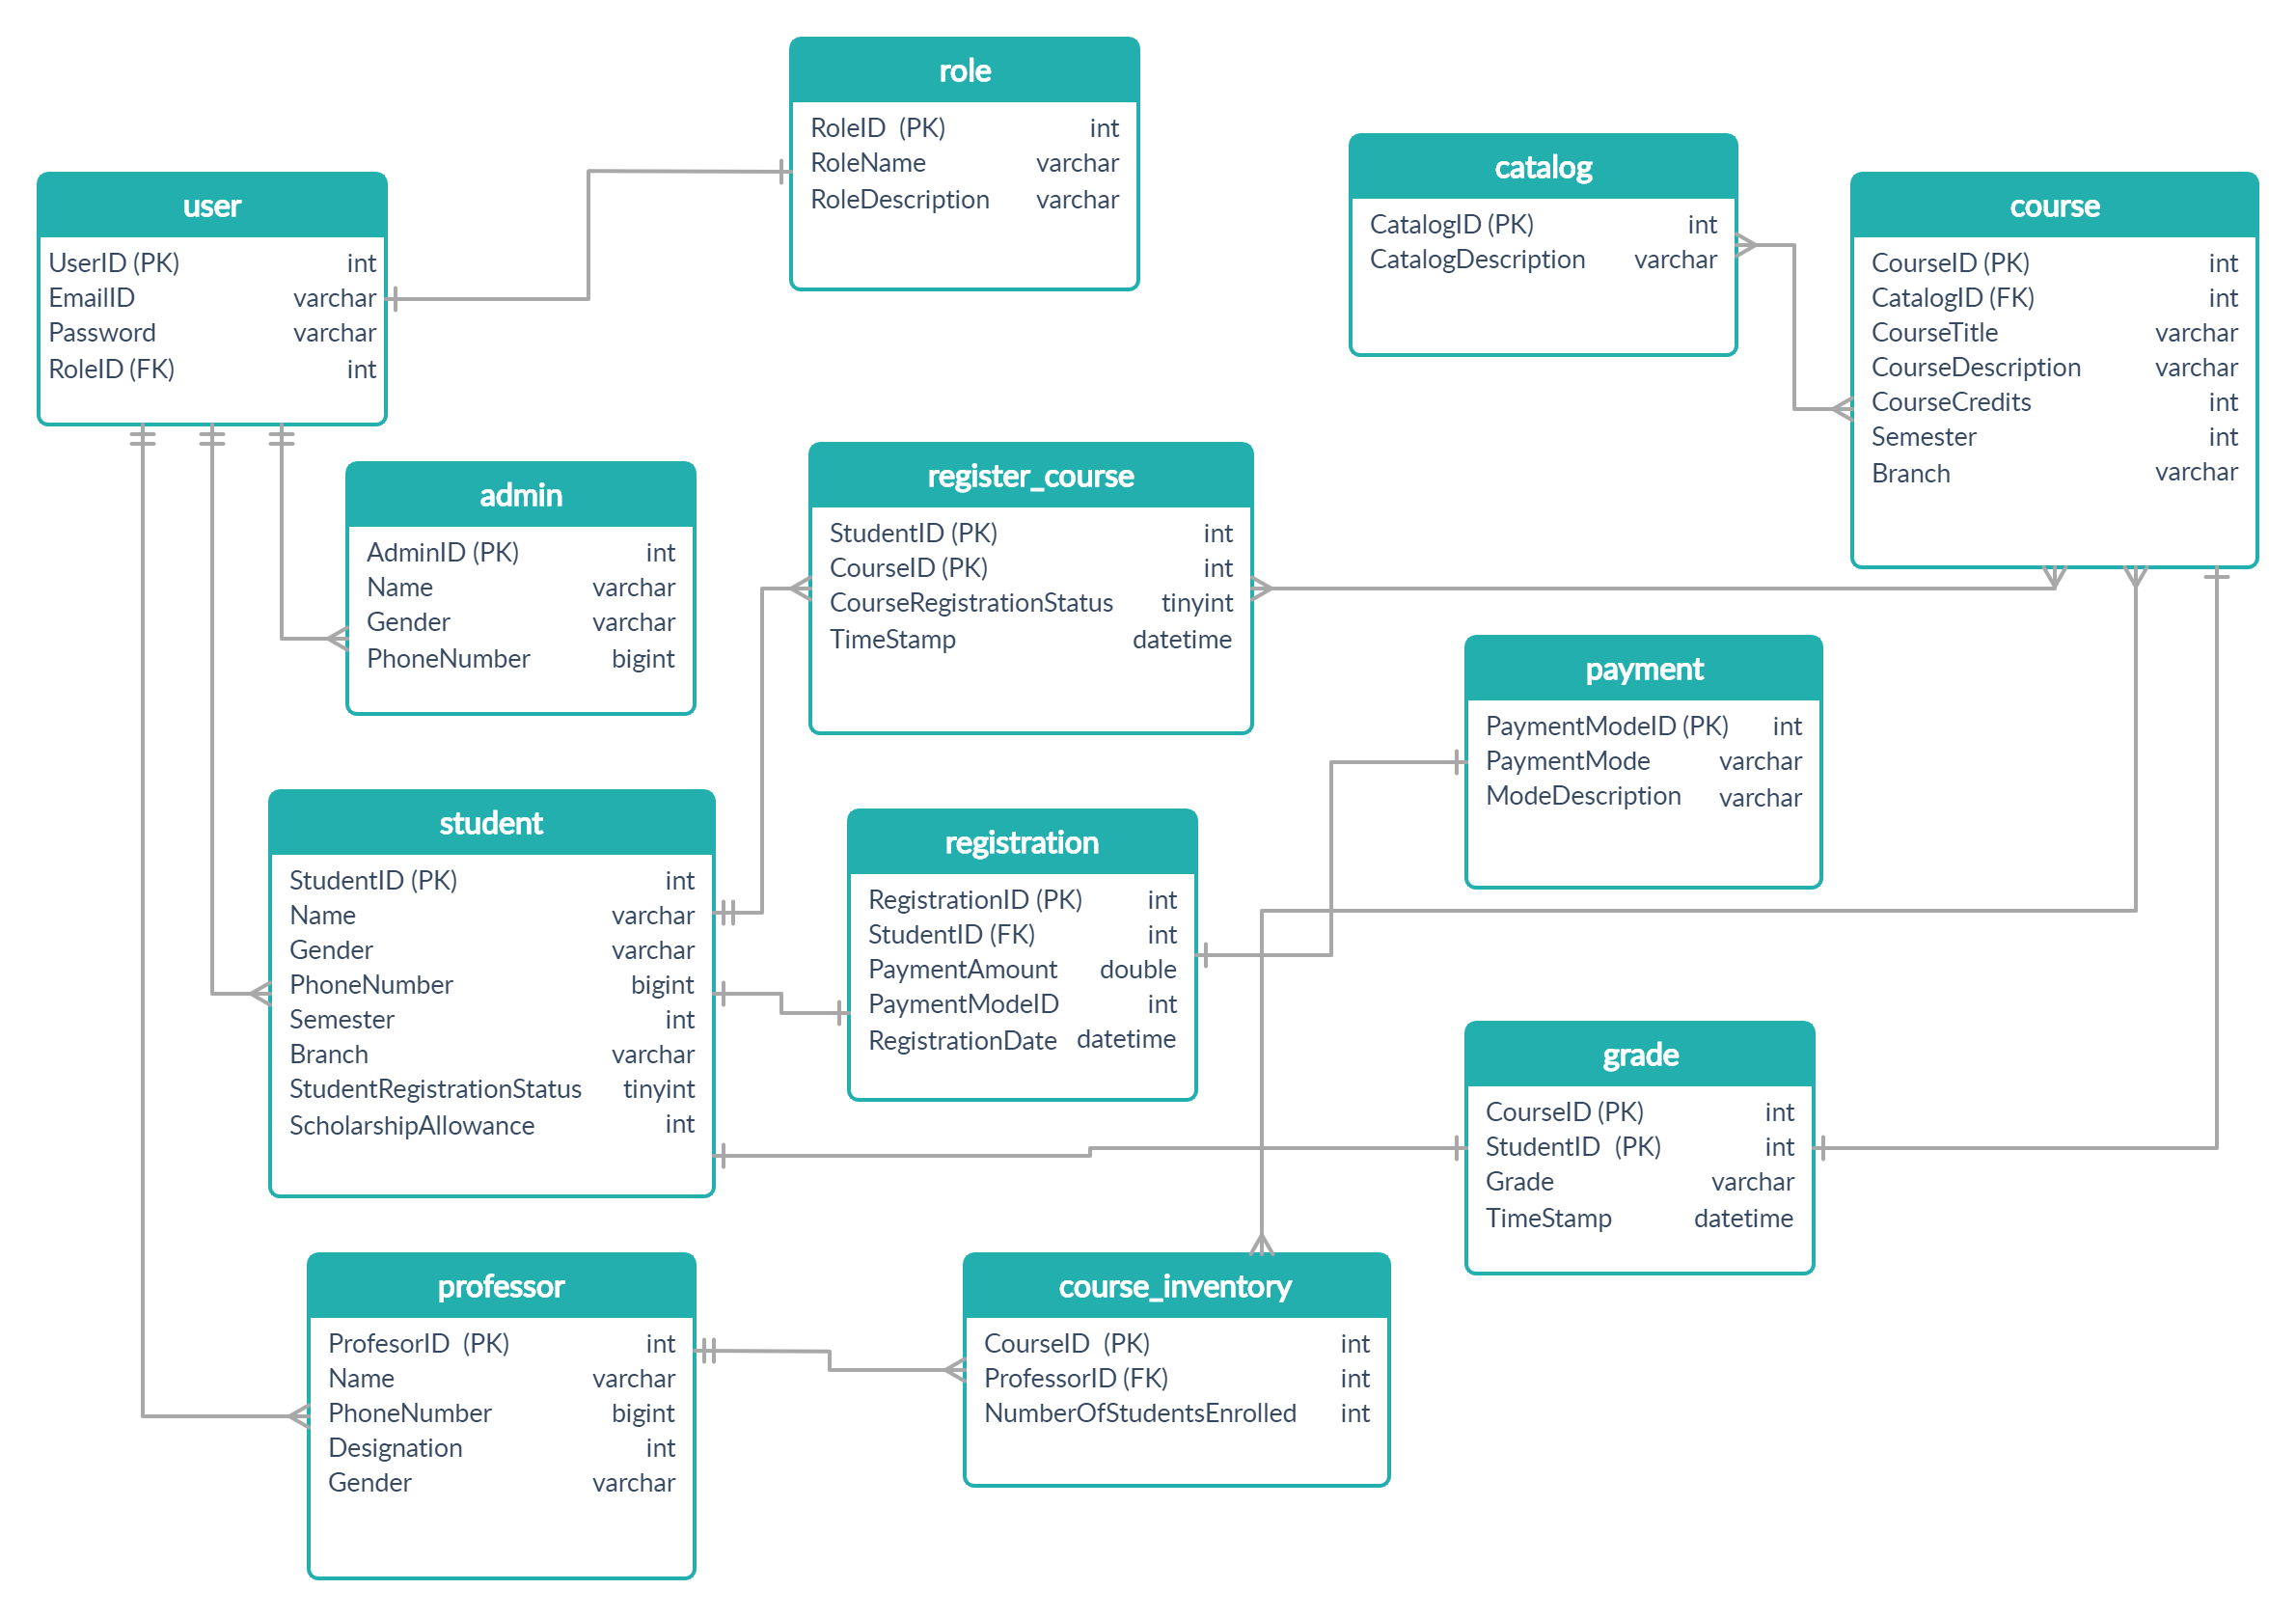 role
RoleID (PK) int
RoleName varchar
RoleDescription varchar
catalog
CatalogID (PK) int
CatalogDescription varchar
user
UserID (PK) int
EmailID varchar
Password varchar
RoleID (FK) int
course
CourseID (PK) int
CatalogID (FK) int
CourseTitle varchar
CourseDescription varchar
CourseCredits int
Semester int
Branch varchar
admin
AdminID (PK) int
Name varchar
Gender varchar
PhoneNumber bigint
register_course
StudentID (PK) int
CourseID (PK) int
CourseRegistrationStatus tinyint
TimeStamp datetime
payment
PaymentModeID (PK) int
PaymentMode varchar
ModeDescription varchar
student
StudentID (PK) int
Name varchar
Gender varchar
PhoneNumber bigint
Semester int
Branch varchar
StudentRegistrationStatus tinyint
ScholarshipAllowance int
registration
RegistrationID (PK) int
StudentID (FK) int
PaymentAmount double
PaymentModeID int
RegistrationDate datetime
grade
CourseID (PK) int
StudentID (PK) int
Grade varchar
TimeStamp datetime
professor
ProfesorID (PK) int
Name varchar
PhoneNumber bigint
Designation int
Gender varchar
course_inventory
CourseID (PK) int
ProfessorID (FK) int
NumberOfStudentsEnrolled int